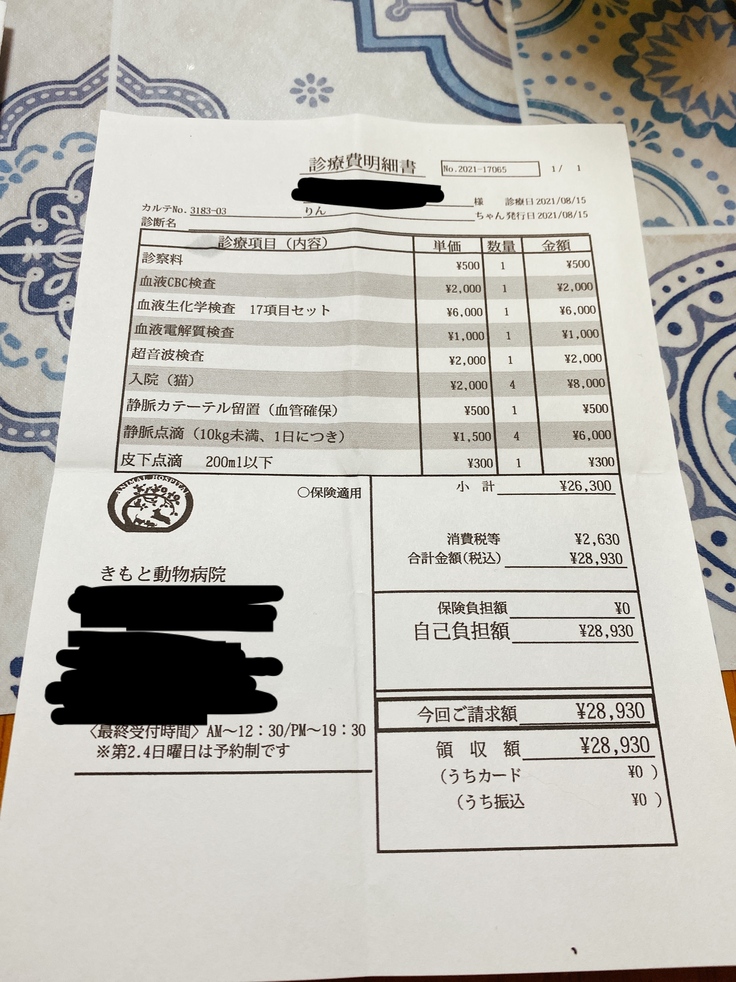 診療費明細書
No.2021-17065
1/ 1
様 診療日 2021/08/15
カルテNo. 3183-03 りん ちゃん 発行日 2021/08/15
診断名
診療項目（内容） 単価 数量 金額
診察料 ¥500 1 ¥500
血液CBC検査 ¥2,000 1 ¥2,000
血液生化学検査 17項目セット ¥6,000 1 ¥6,000
血液電解質検査 ¥1,000 1 ¥1,000
超音波検査 ¥2,000 1 ¥2,000
入院（猫） ¥2,000 4 ¥8,000
静脈カテーテル留置（血管確保） ¥500 1 ¥500
静脈点滴（10kg未満、1日につき） ¥1,500 4 ¥6,000
皮下点滴 200ml以下 ¥300 1 ¥300
ANIMAL HOSPITAL
○保険適用
小 計 ¥26,300
消費税等 ¥2,630
合計金額(税込) ¥28,930
きもと動物病院
保険負担額 ¥0
自己負担額 ¥28,930
今回ご請求額 ¥28,930
〈最終受付時間〉AM～12：30/PM～19：30
※第2.4日曜日は予約制です
領 収 額 ¥28,930
（うちカード ¥0 ）
（うち振込 ¥0 ）